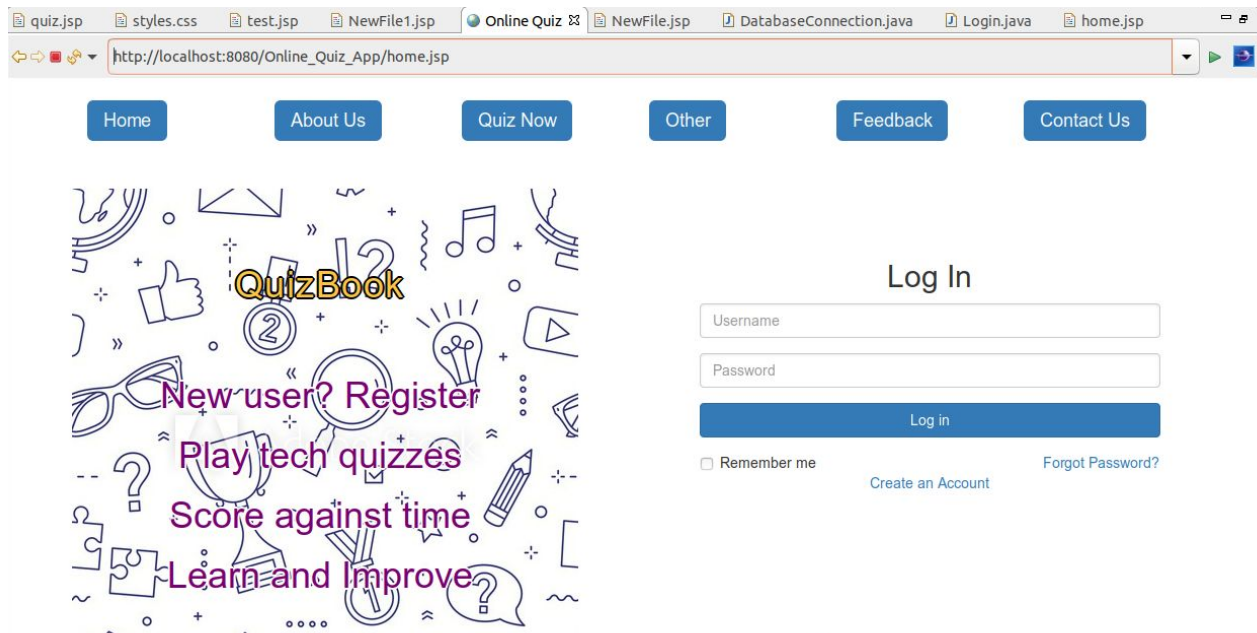 quiz.jsp styles.css test.jsp NewFile1.jsp Online Quiz NewFile.jsp DatabaseConnection.java Login.java home.jsp
http://localhost:8080/Online_Quiz_App/home.jsp
Home About Us Quiz Now Other Feedback Contact Us
12
QuizBook
2
New user? Register
Play tech quizzes
Score against time
Learn and Improve
1
Log In
Username
Password
Log in
Remember me Forgot Password?
Create an Account